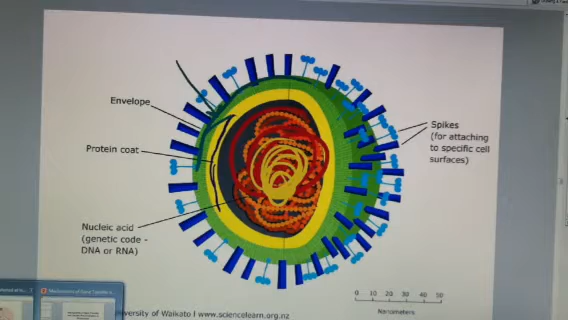 Envelope
Protein coat
Nucleic acid
(genetic code -
DNA or RNA)
Spikes
(for attaching
to specific cell
surfaces)
0 10 20 30 40 50
Nanometers
versity of Waikato I www.sciencelearn.org.nz